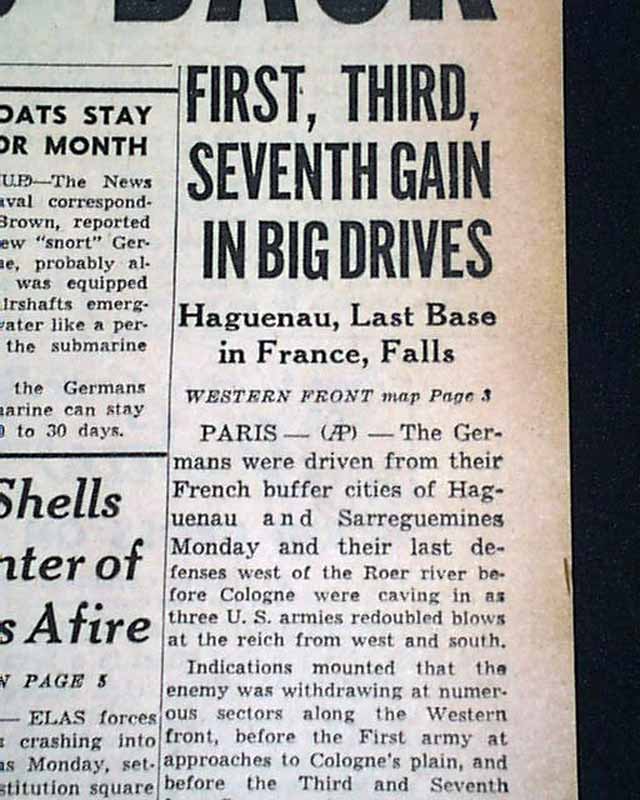 BACK
OATS STAY
OR MONTH
U.P.)—The News
aval correspond-
Brown, reported
ew "snort" Ger-
ne, probably al-
was equipped
irshafts emerg-
vater like a per-
the submarine
the Germans
marine can stay
0 to 30 days.
Shells
nter of
s Afire
N PAGE 5
— ELAS forces
crashing into
as Monday, set-
stitution square
FIRST, THIRD,
SEVENTH GAIN
IN BIG DRIVES
Haguenau, Last Base
in France, Falls
WESTERN FRONT map Page 3
PARIS — (AP) — The Ger-
mans were driven from their
French buffer cities of Hag-
uenau and Sarreguemines
Monday and their last de-
fenses west of the Roer river be-
fore Cologne were caving in as
three U. S. armies redoubled blows
at the reich from west and south.
Indications mounted that the
enemy was withdrawing at numer-
ous sectors along the Western
front, before the First army at
approaches to Cologne's plain, and
before the Third and Seventh